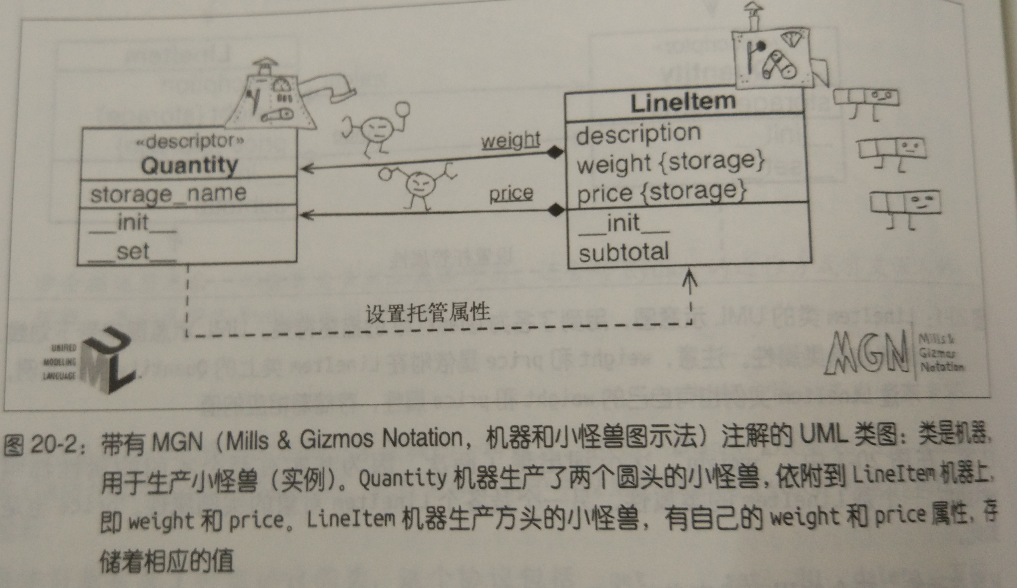 «descriptor»
Quantity
storage_name
__init__
__set__
weight
price
LineItem
description
weight {storage}
price {storage}
__init__
subtotal
设置托管属性
UNIFIED
MODELING
LANGUAGE
UML
MGN
Mills &
Gizmos
Notation
图 20-2：带有 MGN（Mills & Gizmos Notation，机器和小怪兽图示法）注解的 UML 类图：类是机器，
用于生产小怪兽（实例）。Quantity 机器生产了两个圆头的小怪兽，依附到 LineItem 机器上，
即 weight 和 price。LineItem 机器生产方头的小怪兽，有自己的 weight 和 price 属性，存
储着相应的值